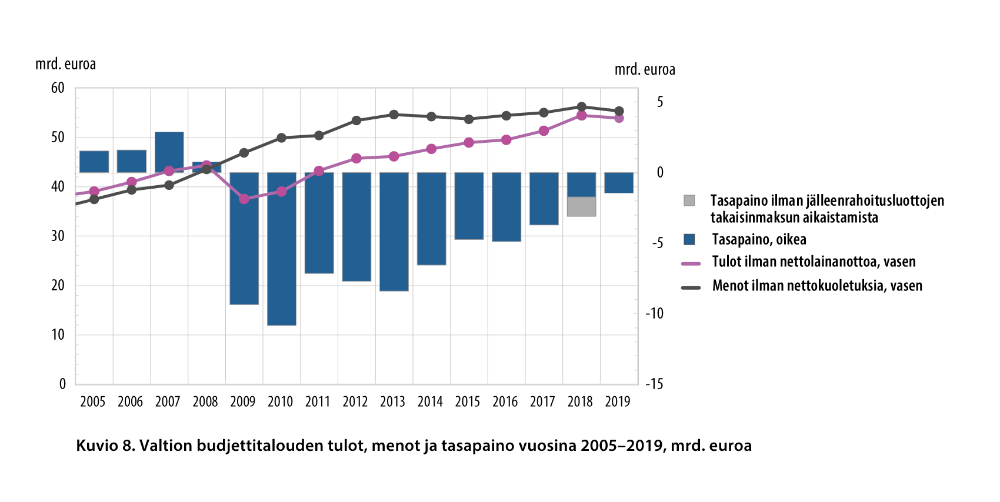 mrd. euroa
mrd. euroa
60
50
40
30
20
10
0
5
0
-5
-10
-15
2005 2006 2007 2008 2009 2010 2011 2012 2013 2014 2015 2016 2017 2018 2019
Tasapaino ilman jälleenrahoitusluottojen
takaisinmaksun aikaistamista
Tasapaino, oikea
Tulot ilman nettolainanottoa, vasen
Menot ilman nettokuoletuksia, vasen
Kuvio 8. Valtion budjettitalouden tulot, menot ja tasapaino vuosina 2005–2019, mrd. euroa